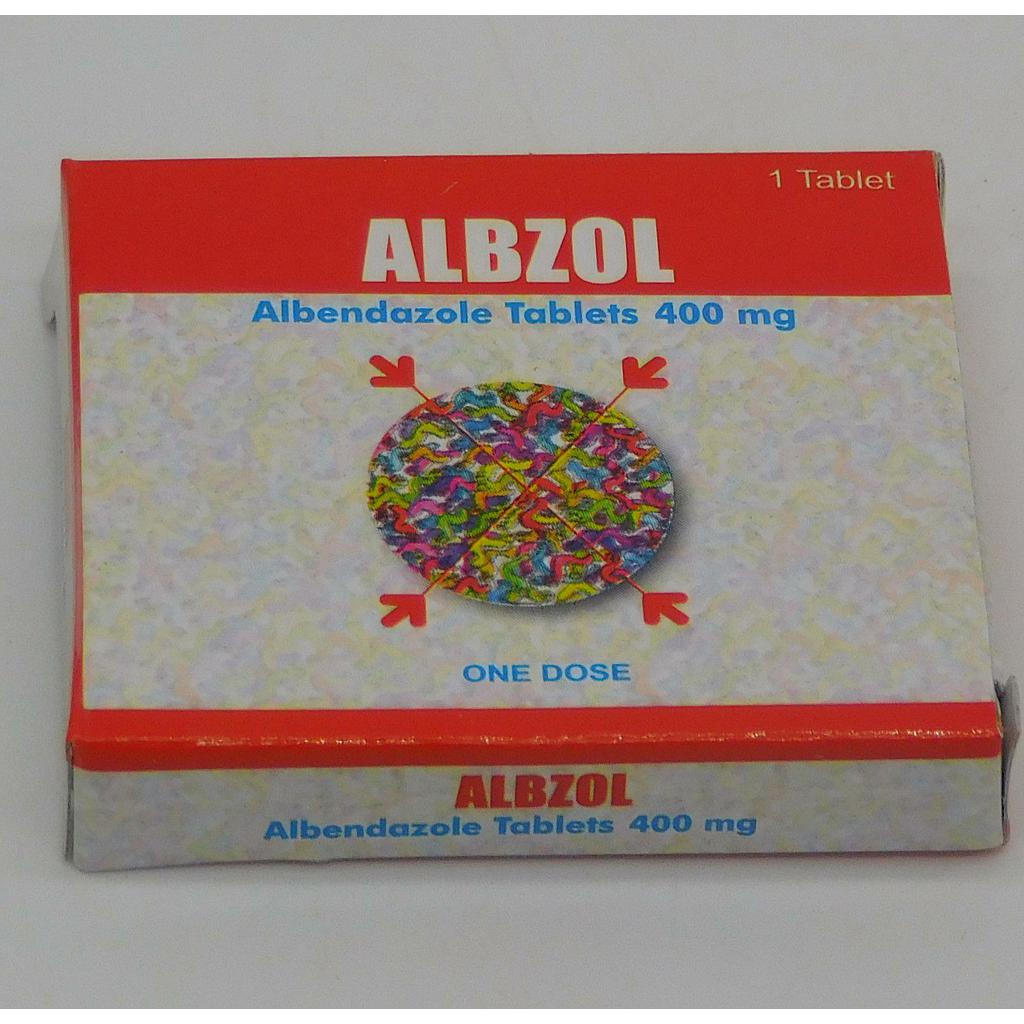 1 Tablet
ALBZOL
Albendazole Tablets 400 mg
ONE DOSE
ALBZOL
Albendazole Tablets 400 mg